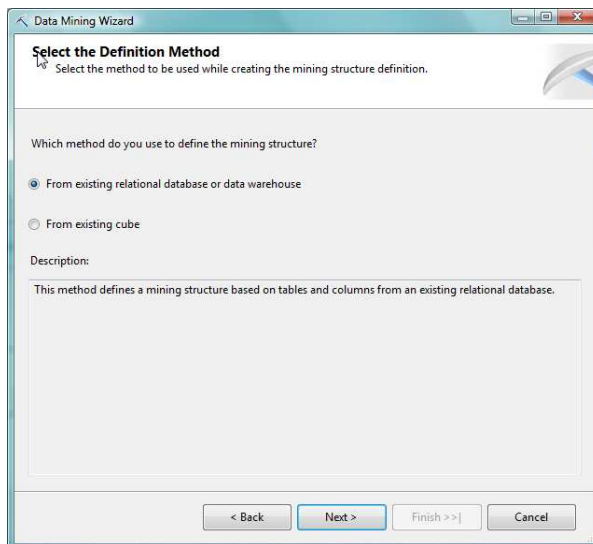 Data Mining Wizard
Select the Definition Method
Select the method to be used while creating the mining structure definition.
Which method do you use to define the mining structure?
From existing relational database or data warehouse
From existing cube
Description:
This method defines a mining structure based on tables and columns from an existing relational database.
< Back
Next >
Finish >>|
Cancel